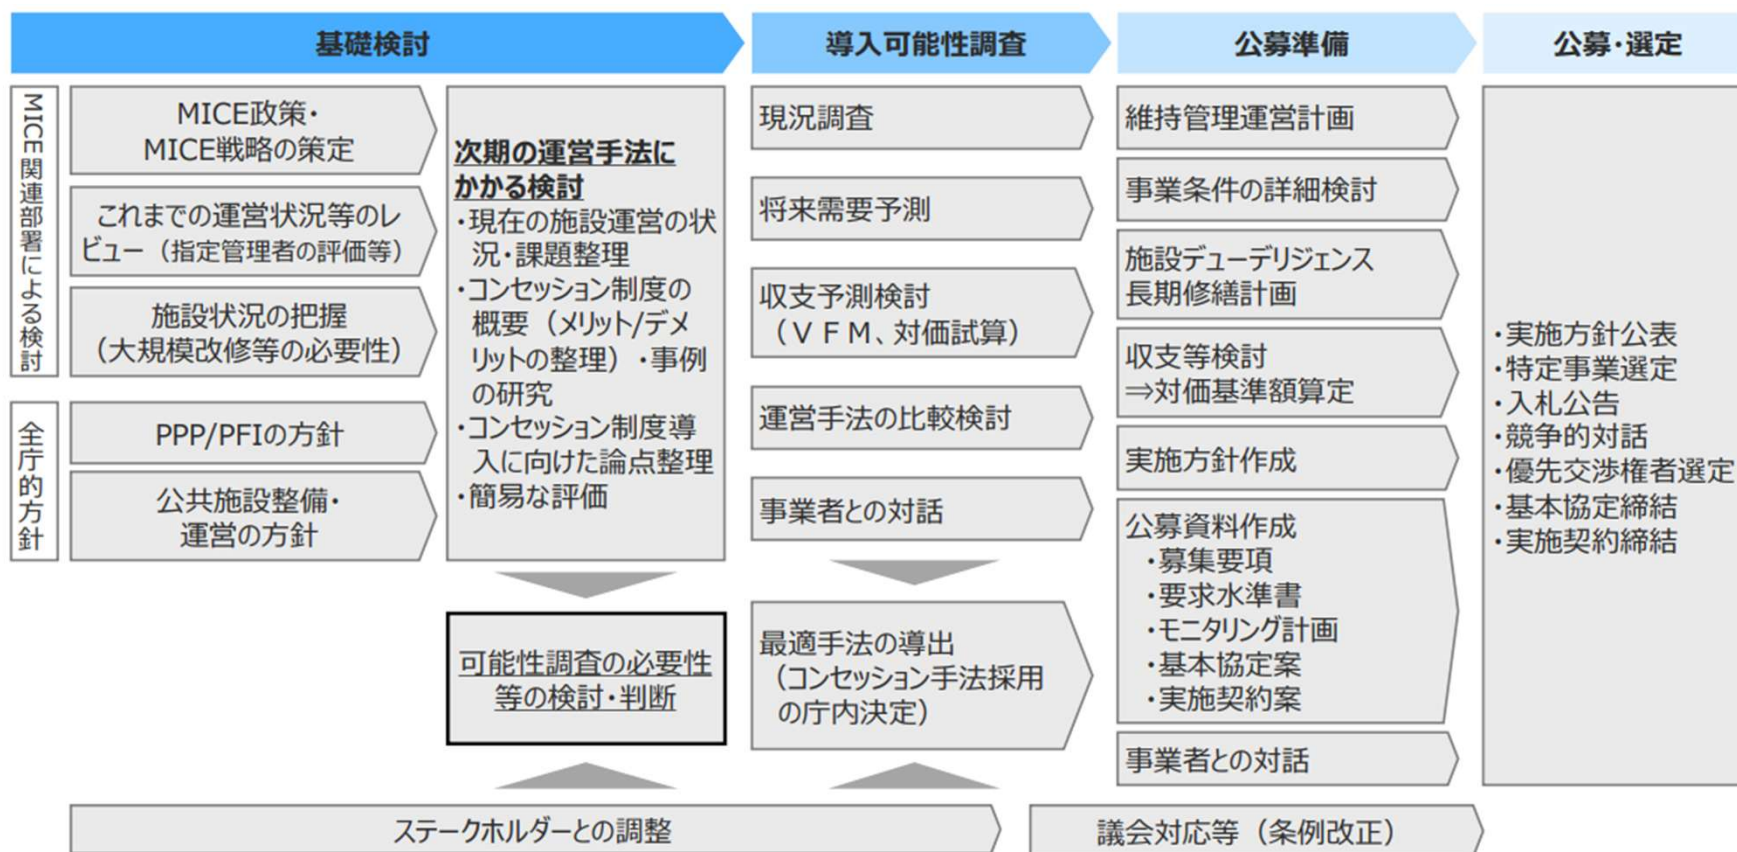 基礎検討
導入可能性調査
公募準備
公募・選定
MICE関連部署による検討
MICE政策・
MICE戦略の策定
これまでの運営状況等のレ
ビュー（指定管理者の評価等）
施設状況の把握
（大規模改修等の必要性）
全庁的方針
PPP/PFIの方針
公共施設整備・
運営の方針
次期の運営手法に
かかる検討
・現在の施設運営の状
況・課題整理
・コンセッション制度の
概要（メリット/デメ
リットの整理）・事例
の研究
・コンセッション制度導
入に向けた論点整理
・簡易な評価
可能性調査の必要性
等の検討・判断
現況調査
将来需要予測
収支予測検討
（ＶＦＭ、対価試算）
運営手法の比較検討
事業者との対話
最適手法の導出
（コンセッション手法採用
の庁内決定）
維持管理運営計画
事業条件の詳細検討
施設デューデリジェンス
長期修繕計画
収支等検討
⇒対価基準額算定
実施方針作成
公募資料作成
・募集要項
・要求水準書
・モニタリング計画
・基本協定案
・実施契約案
事業者との対話
・実施方針公表
・特定事業選定
・入札公告
・競争的対話
・優先交渉権者選定
・基本協定締結
・実施契約締結
ステークホルダーとの調整
議会対応等（条例改正）